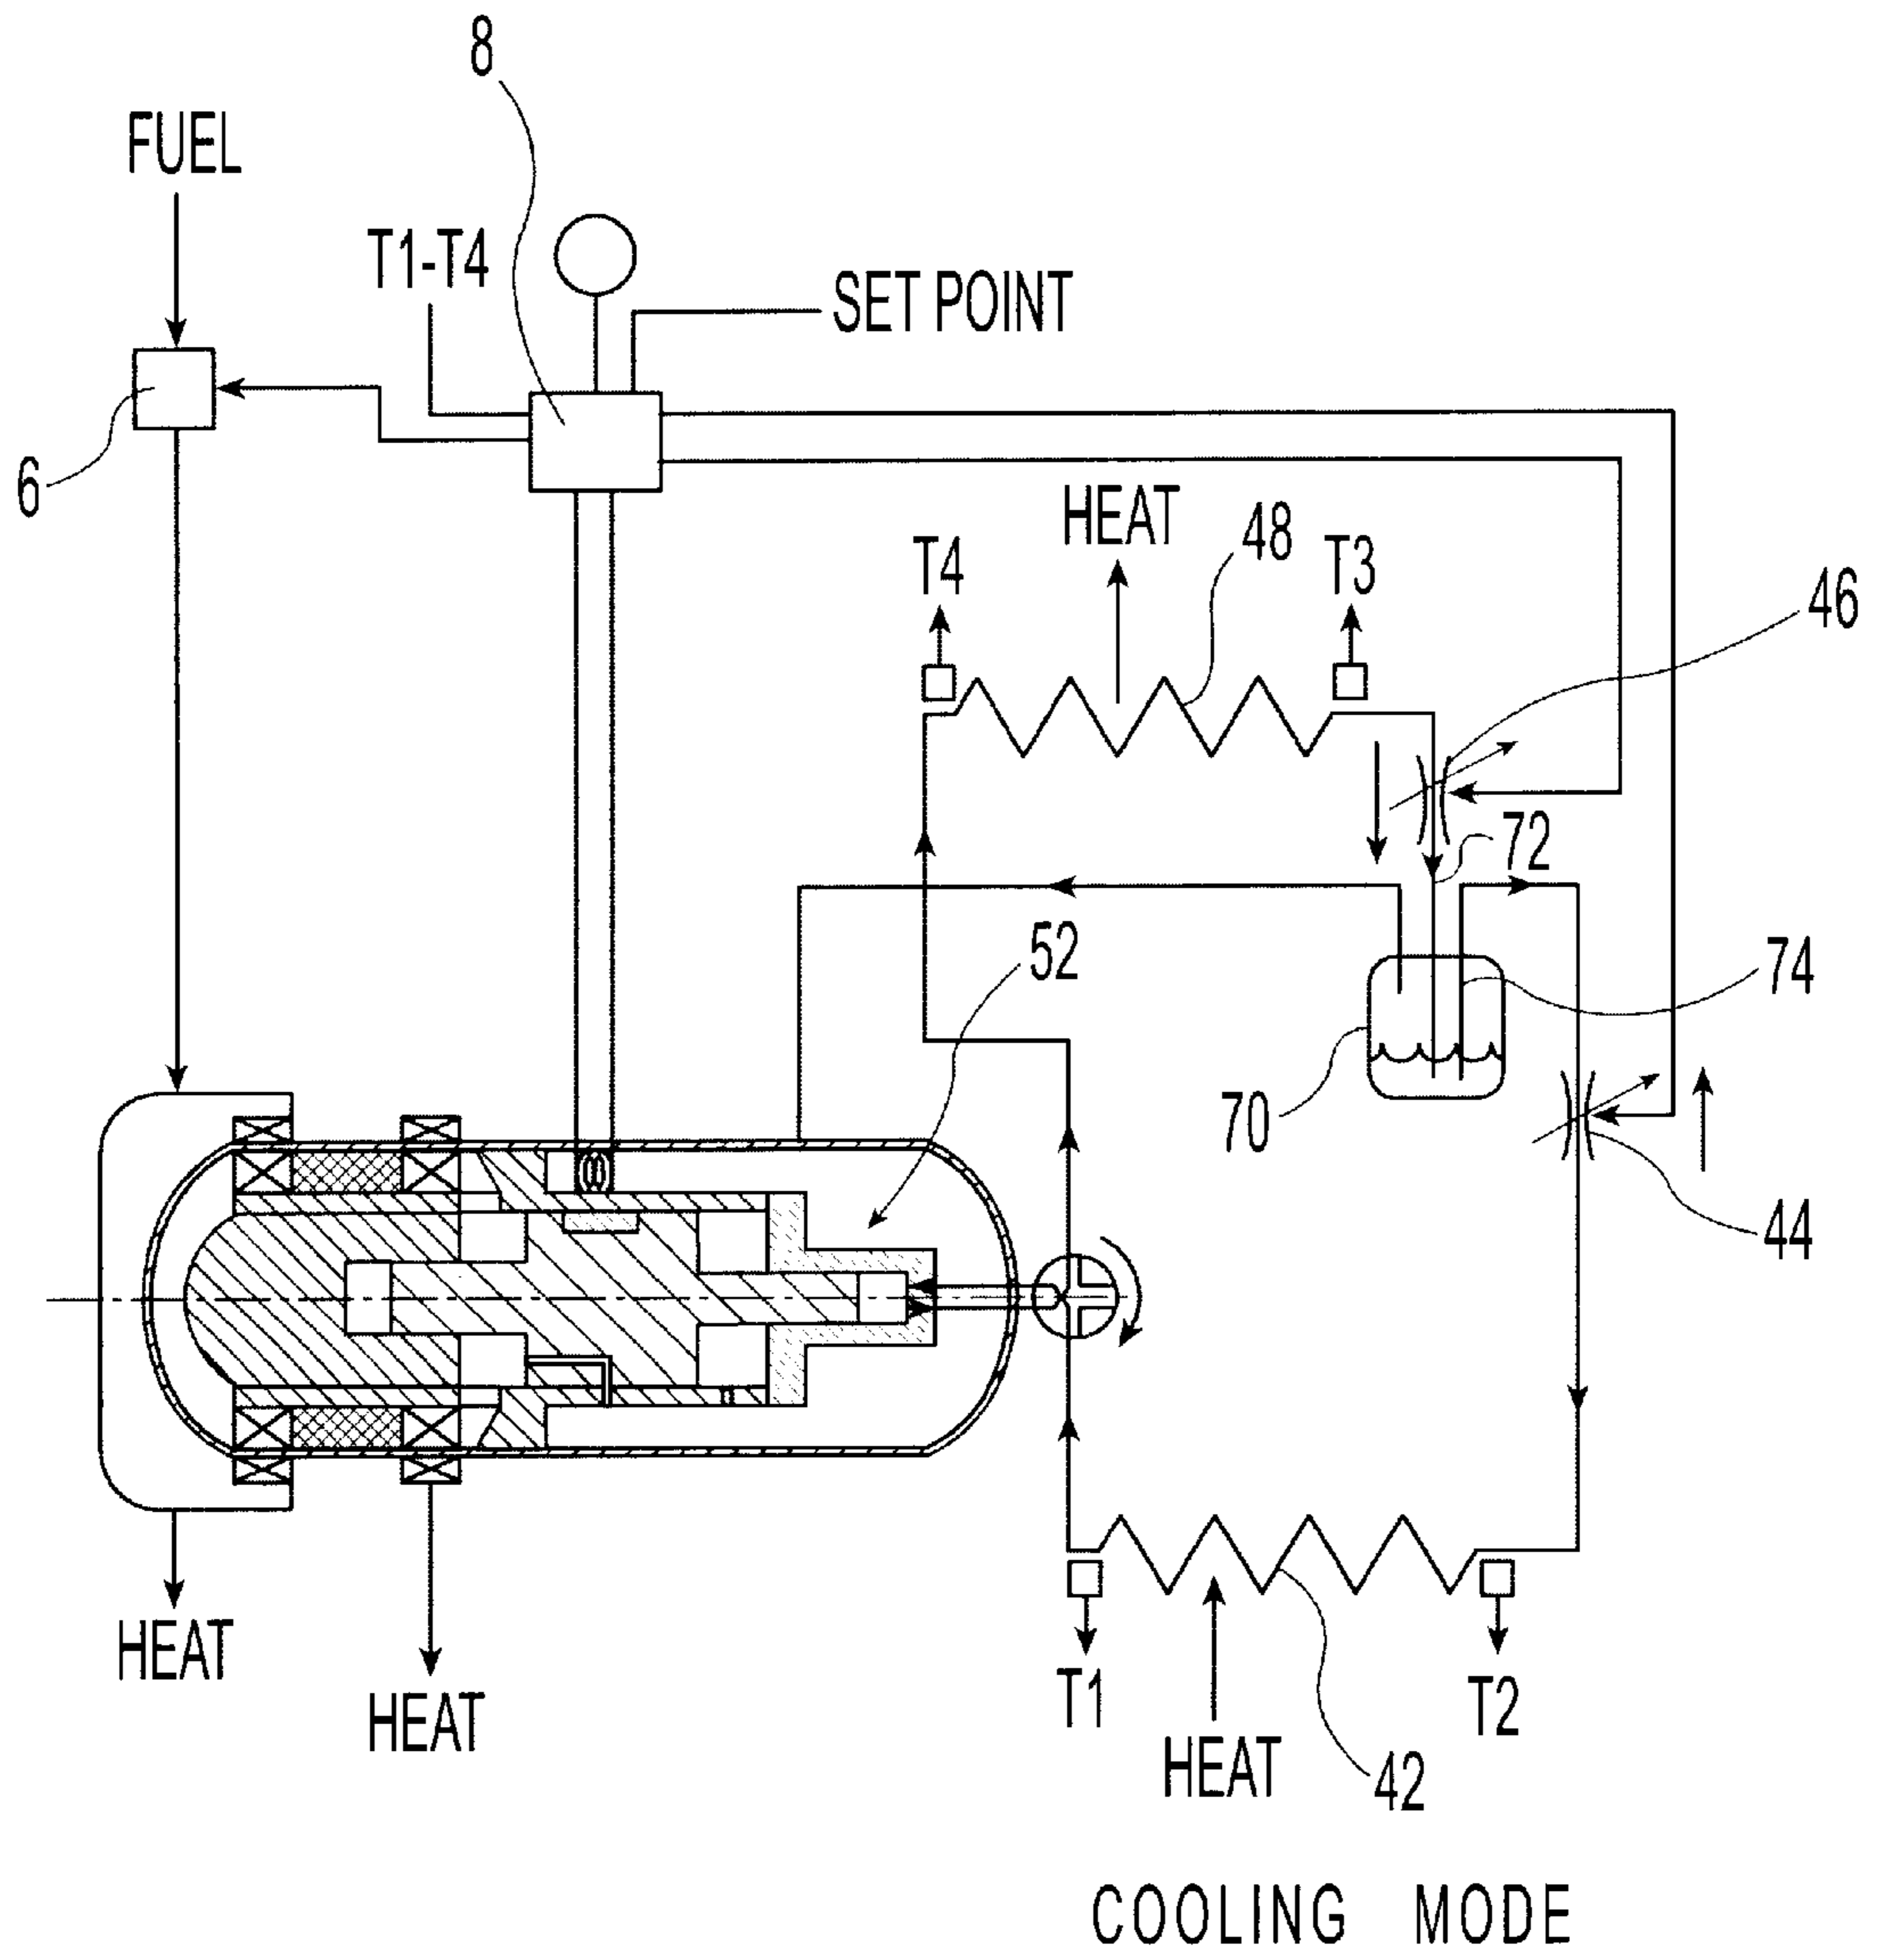 8
FUEL
T1-T4
SET POINT
6
HEAT
48
T4
T3
46
72
52
74
70
44
HEAT
HEAT
T1
T2
HEAT
42
COOLING MODE